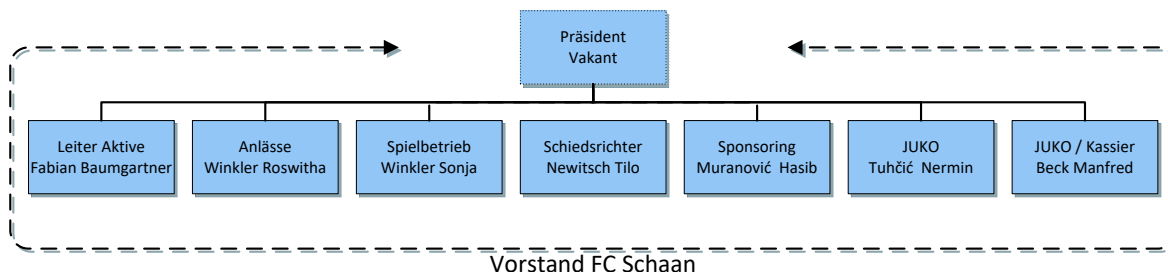 Präsident
Vakant
Leiter Aktive
Fabian Baumgartner
Anlässe
Winkler Roswitha
Spielbetrieb
Winkler Sonja
Schiedsrichter
Newitsch Tilo
Sponsoring
Muranović Hasib
JUKO
Tuhčić Nermin
JUKO / Kassier
Beck Manfred
Vorstand FC Schaan